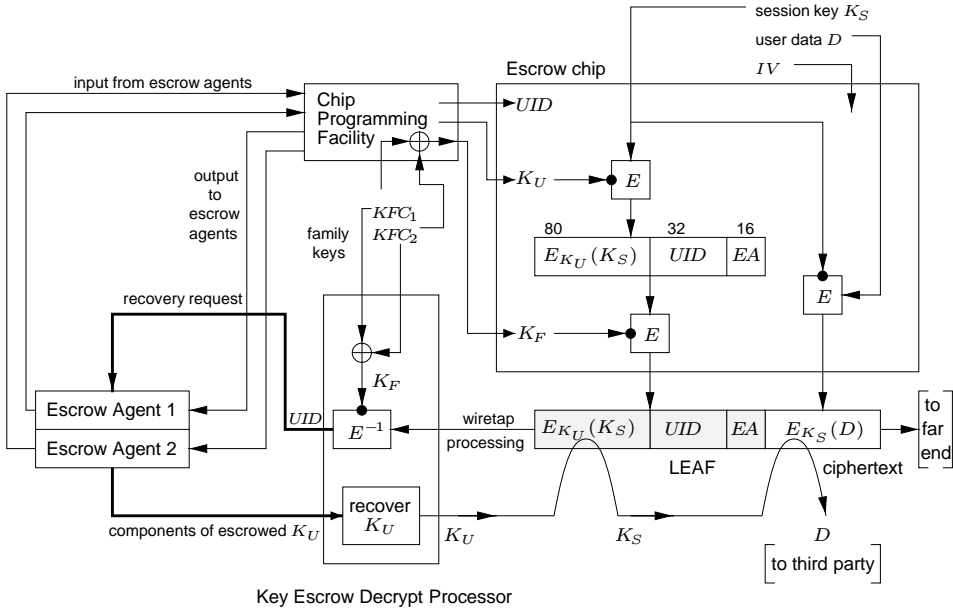 session key K_S
user data D
IV
Escrow chip
input from escrow agents
Chip
Programming
Facility
UID
K_U
E
output
to
escrow
agents
KFC_1
KFC_2
family
keys
80 32 16
E_{K_U}(K_S) UID EA
E
recovery request
K_F
E
K_F
Escrow Agent 1
Escrow Agent 2
UID
E^{-1}
wiretap
processing
E_{K_U}(K_S) UID EA E_{K_S}(D)
LEAF
ciphertext
to
far
end
recover
K_U
components of escrowed K_U
K_U
K_S
D
[to third party]
Key Escrow Decrypt Processor